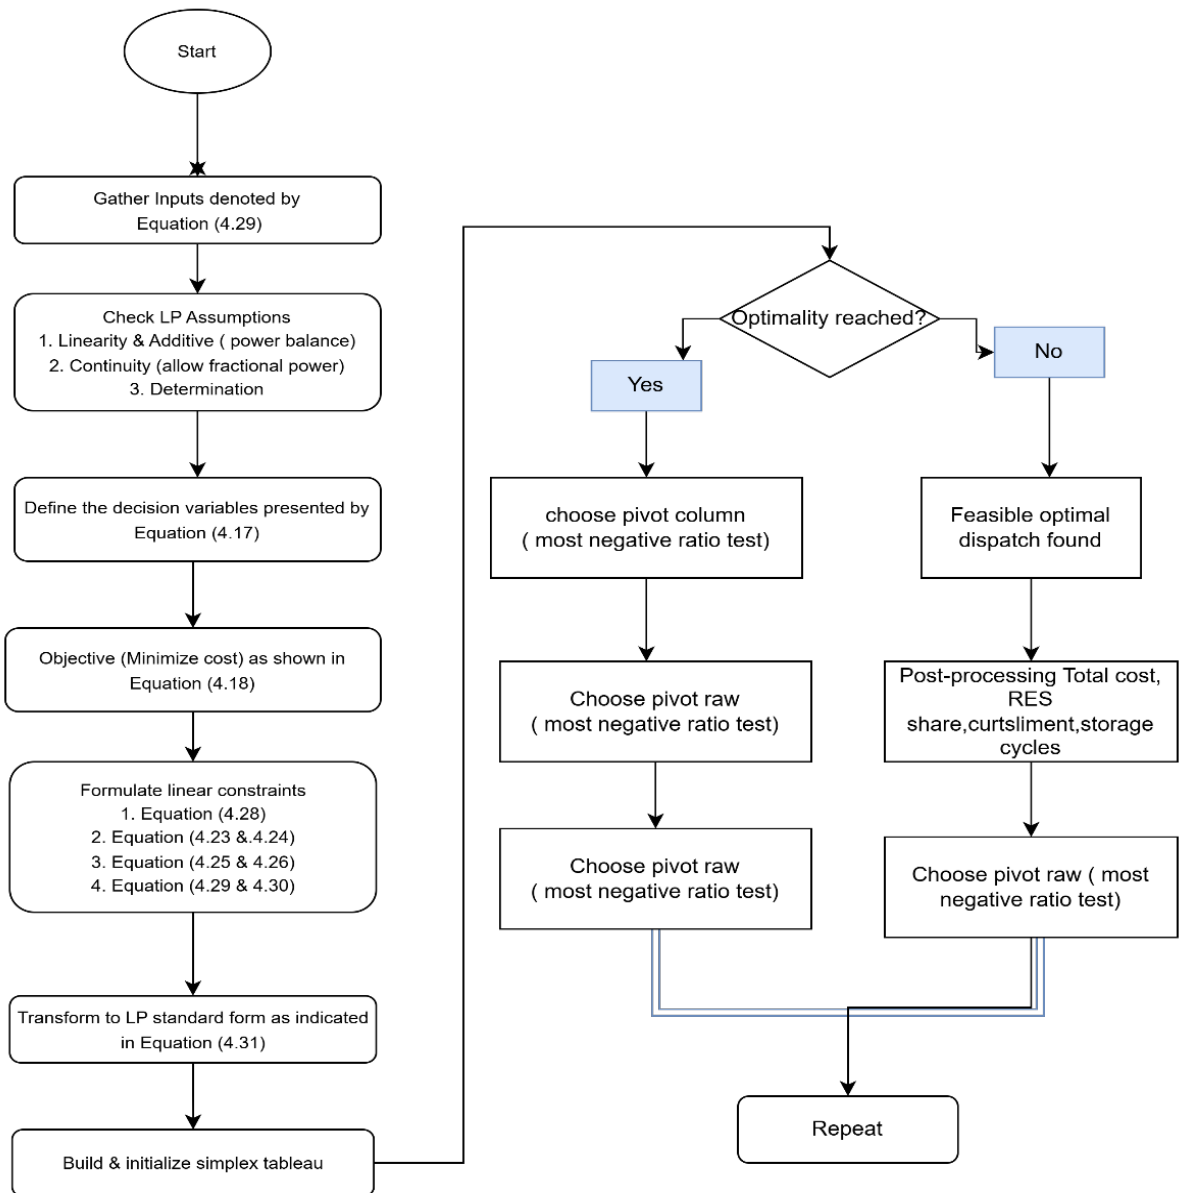 Start
Gather Inputs denoted by
Equation (4.29)
Check LP Assumptions
1. Linearity & Additive ( power balance)
2. Continuity (allow fractional power)
3. Determination
Define the decision variables presented by
Equation (4.17)
Objective (Minimize cost) as shown in
Equation (4.18)
Formulate linear constraints
1. Equation (4.28)
2. Equation (4.23 &.4.24)
3. Equation (4.25 & 4.26)
4. Equation (4.29 & 4.30)
Transform to LP standard form as indicated
in Equation (4.31)
Build & initialize simplex tableau
Optimality reached?
Yes
choose pivot column
( most negative ratio test)
Choose pivot raw
( most negative ratio test)
Choose pivot raw
( most negative ratio test)
No
Feasible optimal
dispatch found
Post-processing Total cost,
RES
share,curtsliment,storage
cycles
Choose pivot raw ( most
negative ratio test)
Repeat